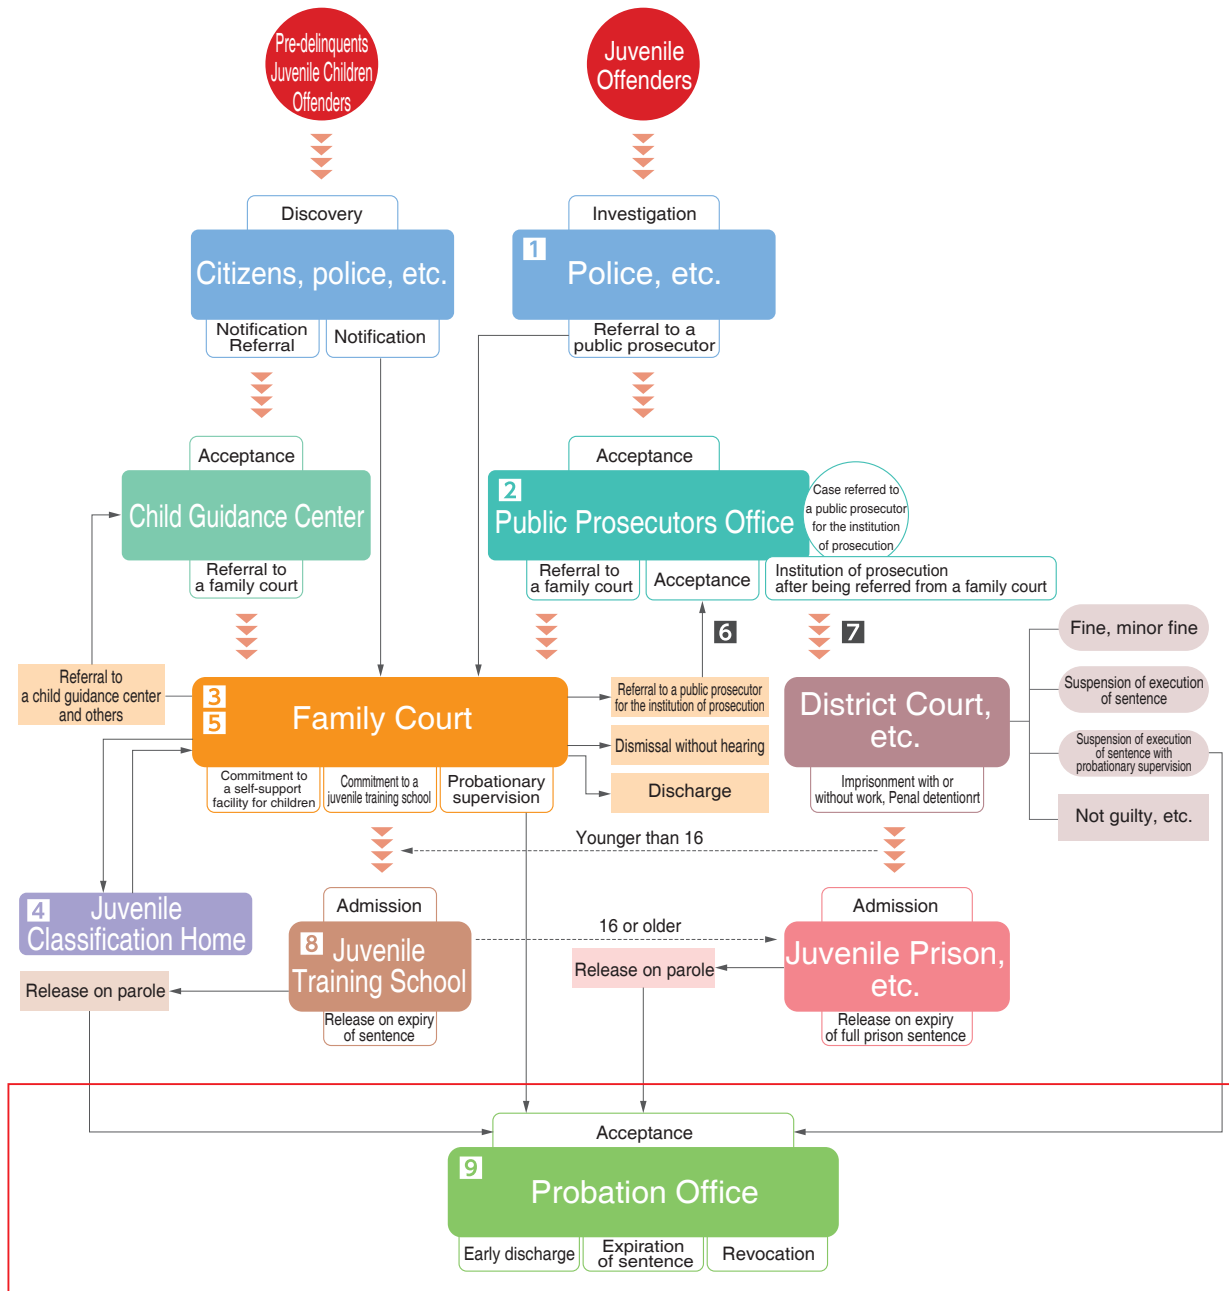 Pre-delinquents
Juvenile Children
Offenders
Juvenile
Offenders
Discovery
Citizens, police, etc.
Notification
Referral
Notification
Investigation
1
Police, etc.
Referral to a
public prosecutor
Acceptance
Child Guidance Center
Referral to
a family court
Acceptance
2
Public Prosecutors Office
Case referred to
a public prosecutor
for the institution
of prosecution
Referral to
a family court
Acceptance
Institution of prosecution
after being referred from a family court
6
7
Referral to
a child guidance center
and others
3
5
Family Court
Commitment to
a self-support
facility for children
Commitment to a
juvenile training school
Probationary
supervision
Referral to a public prosecutor
for the institution of prosecution
Dismissal without hearing
Discharge
District Court,
etc.
Imprisonment with or
without work, Penal detentionrt
Fine, minor fine
Suspension of execution
of sentence
Suspension of execution
of sentence with
probationary supervision
Not guilty, etc.
Younger than 16
4
Juvenile
Classification Home
Admission
8
Juvenile
Training School
Release on expiry
of sentence
Release on parole
16 or older
Release on parole
Admission
Juvenile Prison,
etc.
Release on expiry
of full prison sentence
Acceptance
9
Probation Office
Early discharge
Expiration
of sentence
Revocation